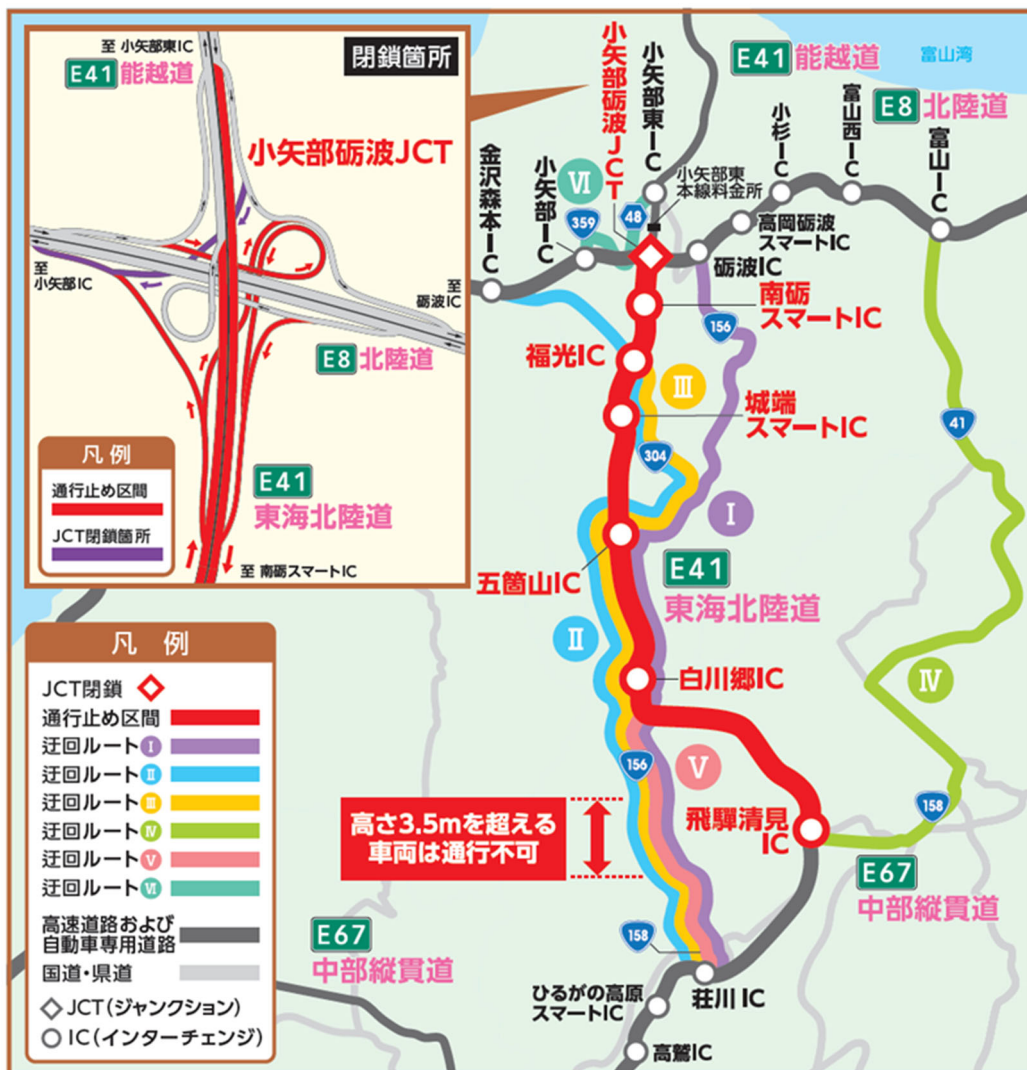 至 小矢部東IC
E41 能越道
閉鎖箇所
小矢部砺波JCT
至
小矢部IC
至
砺波IC
E8 北陸道
凡例
通行止め区間
JCT閉鎖箇所
E41
東海北陸道
至 南砺スマートIC
E41 能越道
富山湾
E8 北陸道
金沢森本IC
小矢部IC
小矢部砺波JCT
小矢部東IC
小矢部東
本線料金所
小杉IC
富山西IC
富山IC
高岡砺波
スマートIC
砺波IC
VI
359
48
南砺
スマートIC
156
福光IC
III
城端
スマートIC
41
304
I
五箇山IC
E41
東海北陸道
II
白川郷IC
IV
156
V
高さ3.5mを超える
車両は通行不可
飛驒清見
IC
158
E67
中部縦貫道
E67
中部縦貫道
158
荘川IC
ひるがの高原
スマートIC
高鷲IC
凡例
JCT閉鎖
通行止め区間
迂回ルートI
迂回ルートII
迂回ルートIII
迂回ルートIV
迂回ルートV
迂回ルートVI
高速道路および
自動車専用道路
国道・県道
JCT(ジャンクション)
IC(インターチェンジ)